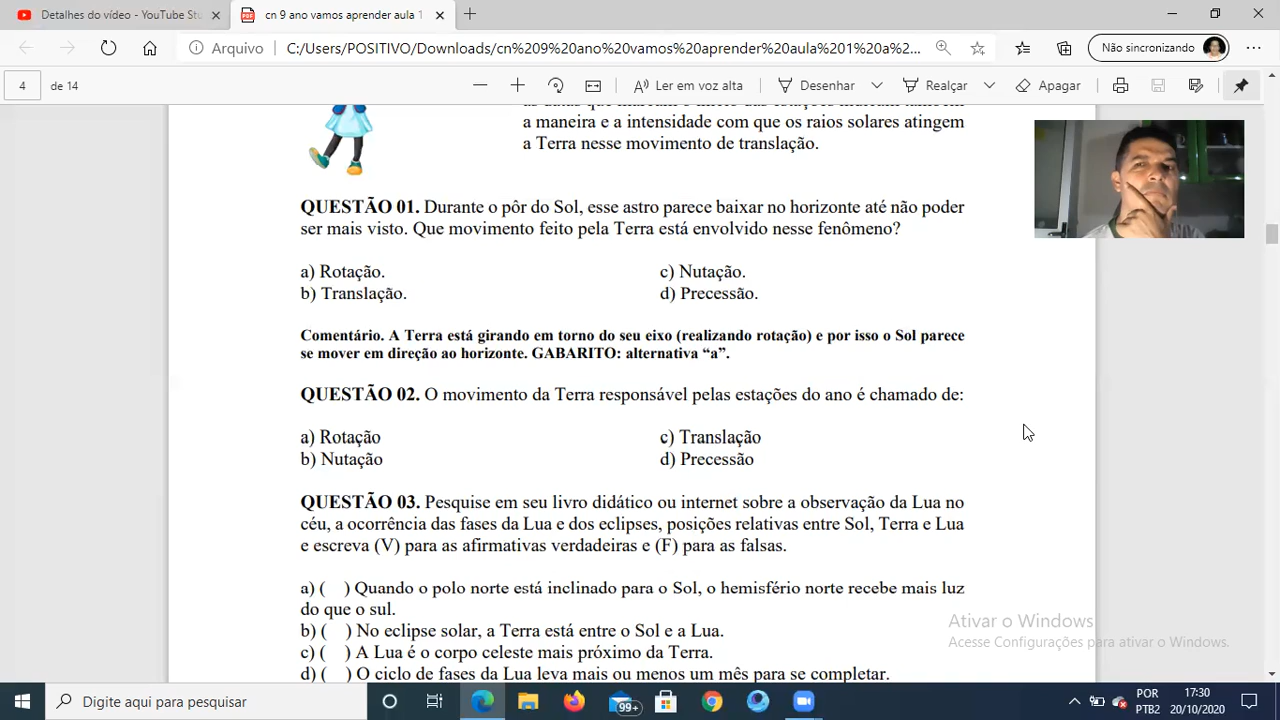 Detalhes do vídeo - YouTube Stu
cn 9 ano vamos aprender aula 1 a
Arquivo
C:/Users/POSITIVO/Downloads/cn%209%20ano%20vamos%20aprender%20aula%201%20a%2...
Não sincronizando
4 de 14
Ler em voz alta
Desenhar
Realçar
Apagar
a maneira e a intensidade com que os raios solares atingem
a Terra nesse movimento de translação.
QUESTÃO 01. Durante o pôr do Sol, esse astro parece baixar no horizonte até não poder
ser mais visto. Que movimento feito pela Terra está envolvido nesse fenômeno?
a) Rotação.
c) Nutação.
b) Translação.
d) Precessão.
Comentário. A Terra está girando em torno do seu eixo (realizando rotação) e por isso o Sol parece
se mover em direção ao horizonte. GABARITO: alternativa “a”.
QUESTÃO 02. O movimento da Terra responsável pelas estações do ano é chamado de:
a) Rotação
c) Translação
b) Nutação
d) Precessão
QUESTÃO 03. Pesquise em seu livro didático ou internet sobre a observação da Lua no
céu, a ocorrência das fases da Lua e dos eclipses, posições relativas entre Sol, Terra e Lua
e escreva (V) para as afirmativas verdadeiras e (F) para as falsas.
a) (   ) Quando o polo norte está inclinado para o Sol, o hemisfério norte recebe mais luz
do que o sul.
b) (   ) No eclipse solar, a Terra está entre o Sol e a Lua.
c) (   ) A Lua é o corpo celeste mais próximo da Terra.
d) (   ) O ciclo de fases da Lua leva mais ou menos um mês para se completar.
Ativar o Windows
Acesse Configurações para ativar o Windows.
Digite aqui para pesquisar
99+
POR
PTB2
17:30
20/10/2020